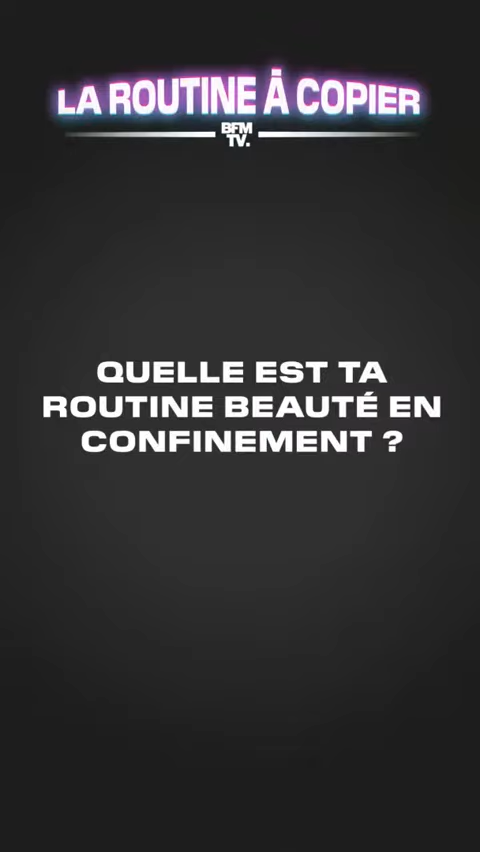 LA ROUTINE À COPIER
BFM
TV.
QUELLE EST TA
ROUTINE BEAUTÉ EN
CONFINEMENT ?